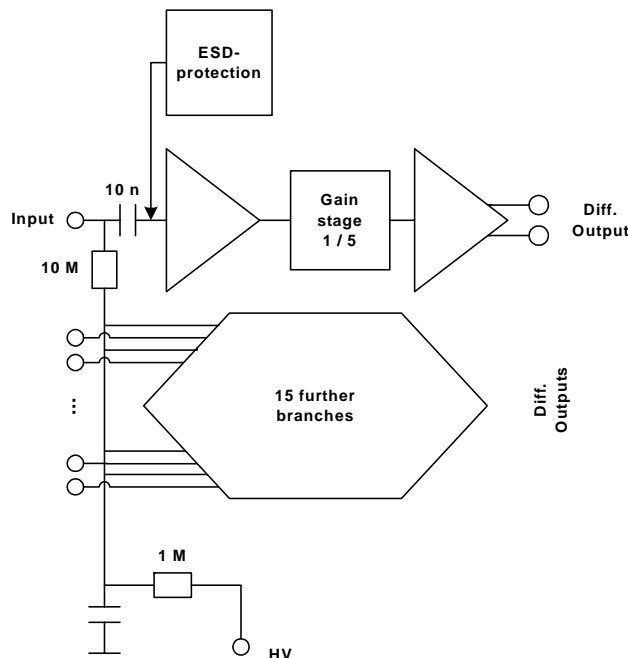 ESD-
protection
10 n
Input
Gain
stage
1 / 5
Diff.
Output
10 M
...
15 further
branches
Diff.
Outputs
1 M
HV